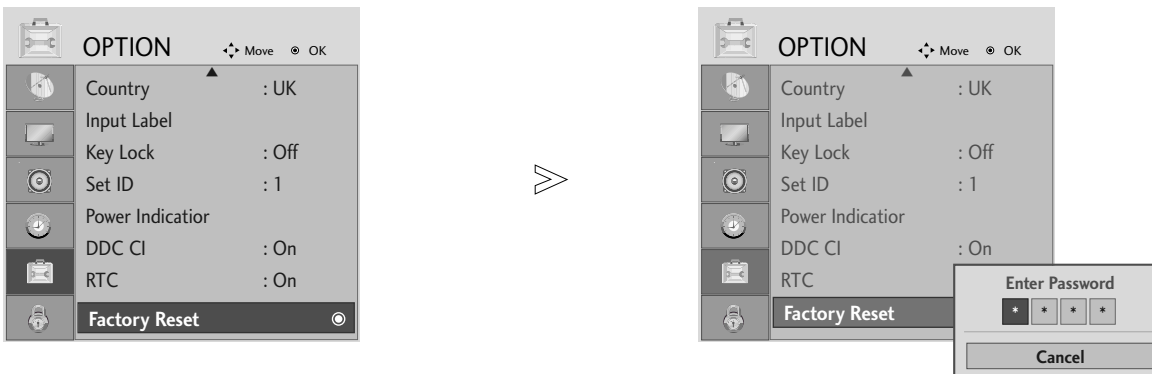 OPTION Move OK
Country : UK
Input Label
Key Lock : Off
Set ID : 1
Power Indicatior
DDC CI : On
RTC : On
Factory Reset
OPTION Move OK
Country : UK
Input Label
Key Lock : Off
Set ID : 1
Power Indicatior
DDC CI : On
RTC
Factory Reset
Enter Password
* * * *
Cancel